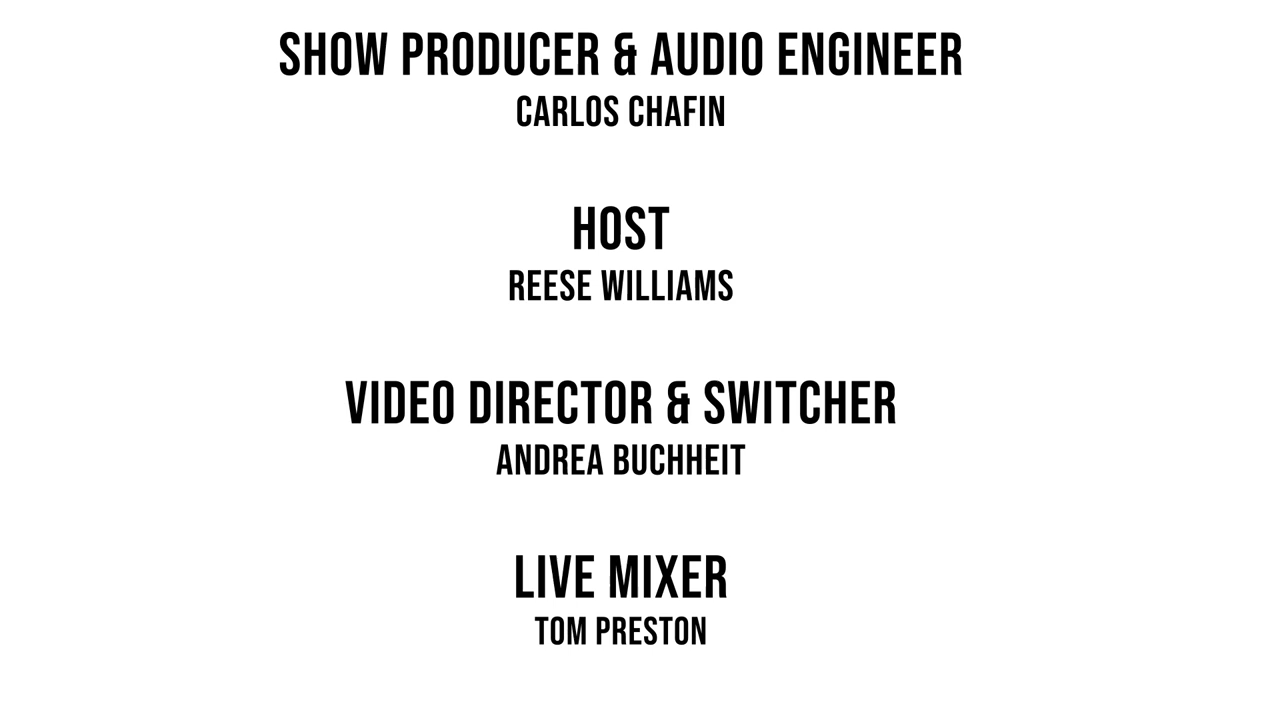 SHOW PRODUCER & AUDIO ENGINEER
CARLOS CHAFIN
HOST
REESE WILLIAMS
VIDEO DIRECTOR & SWITCHER
ANDREA BUCHHEIT
LIVE MIXER
TOM PRESTON